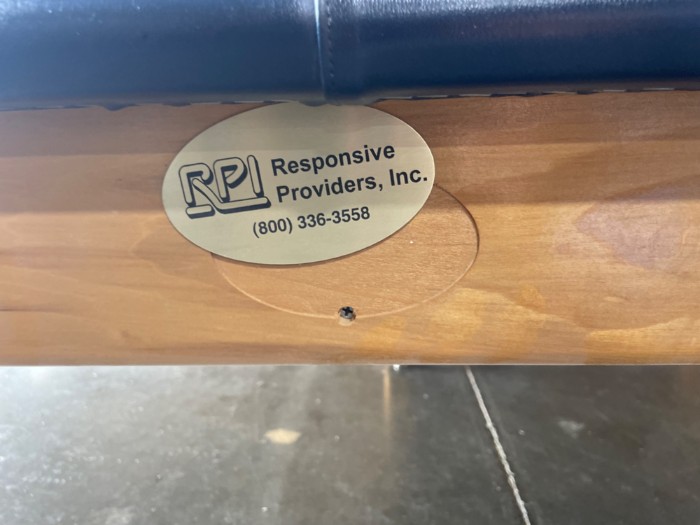 RPI
Responsive
Providers, Inc.
(800) 336-3558